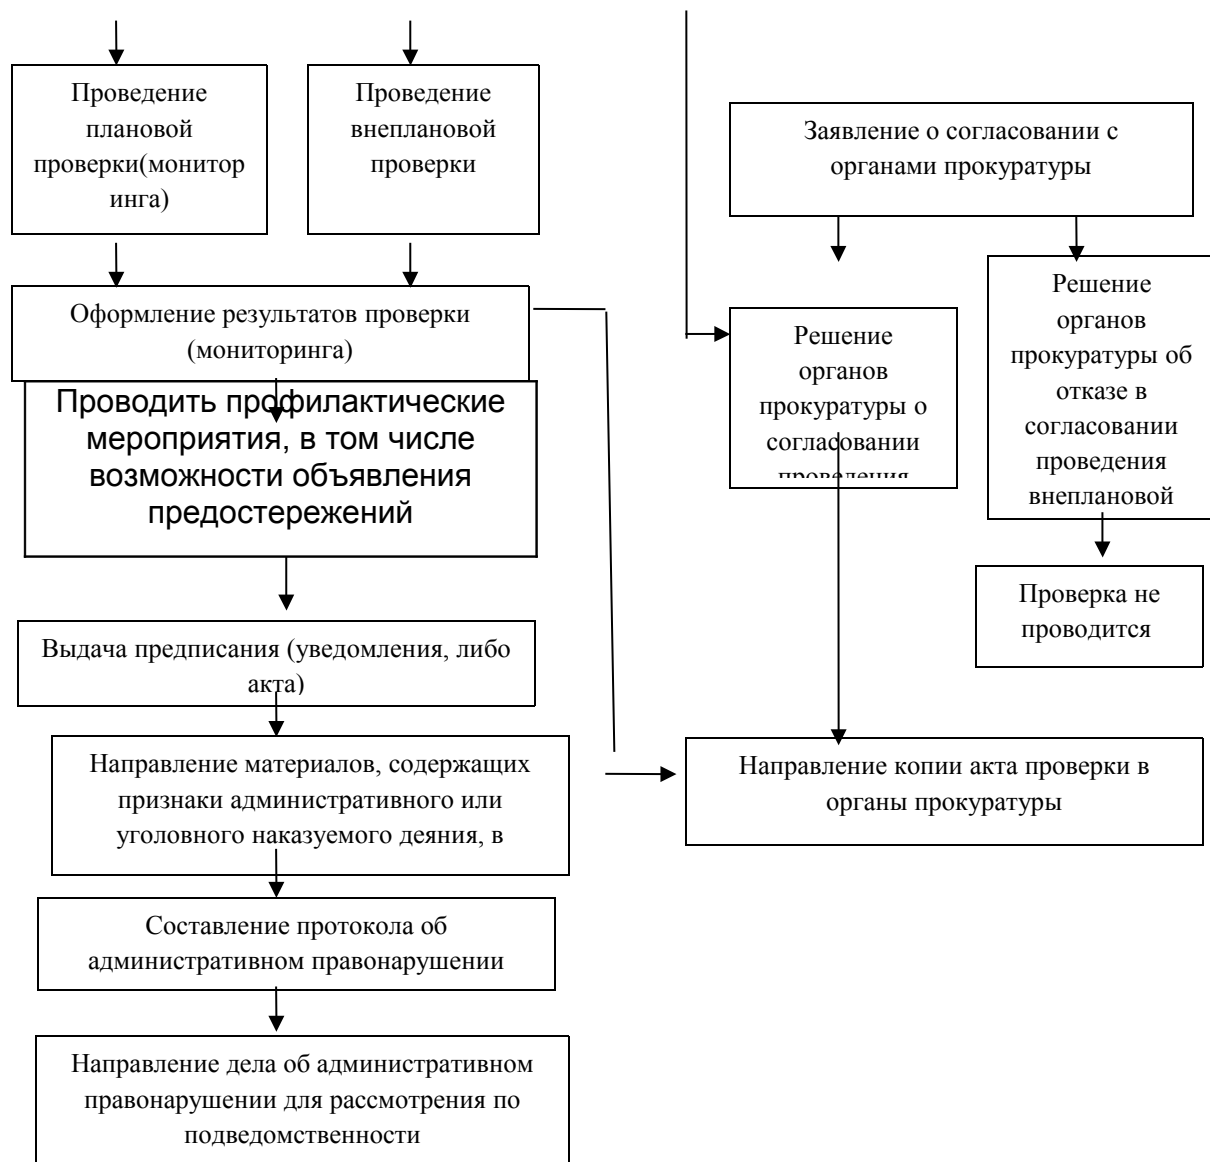 Проведение
плановой
проверки(монитор
инга)
Проведение
внеплановой
проверки
Заявление о согласовании с
органами прокуратуры
Оформление результатов проверки
(мониторинга)
Решение
органов
прокуратуры о
согласовании
проведения
Решение
органов
прокуратуры об
отказе в
согласовании
проведения
внеплановой
Проводить профилактические
мероприятия, в том числе
возможности объявления
предостережений
Проверка не
проводится
Выдача предписания (уведомления, либо
акта)
Направление материалов, содержащих
признаки административного или
уголовного наказуемого деяния, в
Направление копии акта проверки в
органы прокуратуры
Составление протокола об
административном правонарушении
Направление дела об административном
правонарушении для рассмотрения по
подведомственности